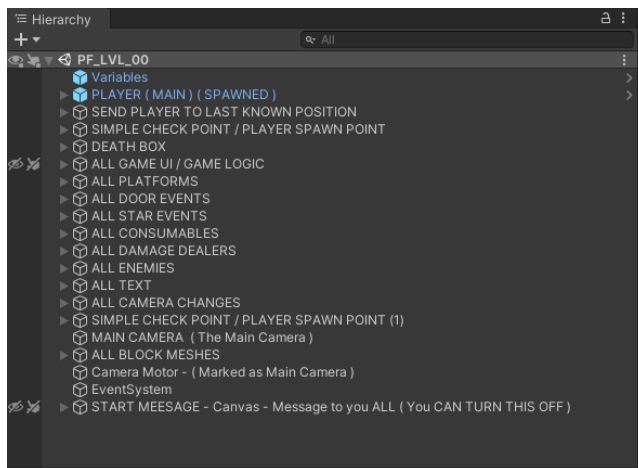 Hierarchy
All
PF_LVL_00
Variables
PLAYER ( MAIN ) ( SPAWNED )
SEND PLAYER TO LAST KNOWN POSITION
SIMPLE CHECK POINT / PLAYER SPAWN POINT
DEATH BOX
ALL GAME UI / GAME LOGIC
ALL PLATFORMS
ALL DOOR EVENTS
ALL STAR EVENTS
ALL CONSUMABLES
ALL DAMAGE DEALERS
ALL ENEMIES
ALL TEXT
ALL CAMERA CHANGES
SIMPLE CHECK POINT / PLAYER SPAWN POINT (1)
MAIN CAMERA  ( The Main Camera )
ALL BLOCK MESHES
Camera Motor - ( Marked as Main Camera )
EventSystem
START MEESAGE - Canvas - Message to you ALL ( You CAN TURN THIS OFF )